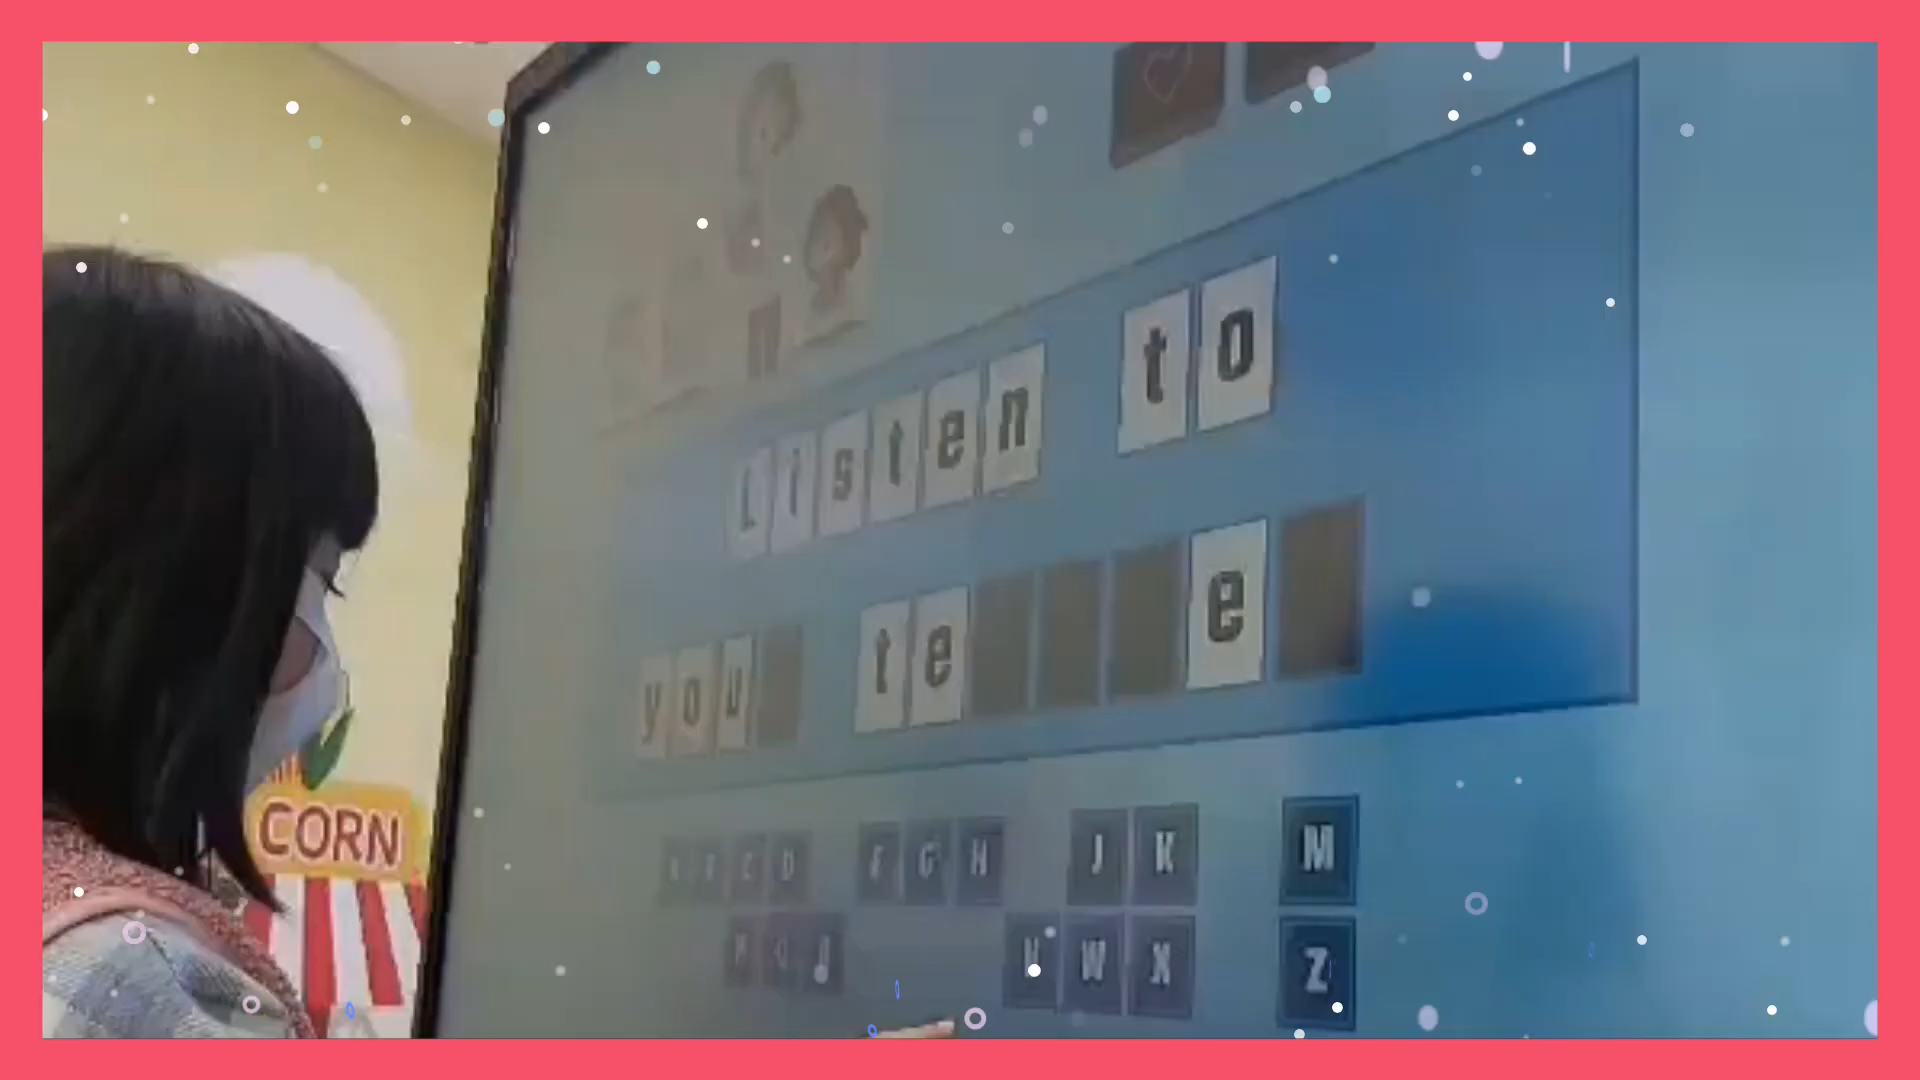 Listen to
you te e
A B C D F G H J K M
P Q R U W X Z
CORN